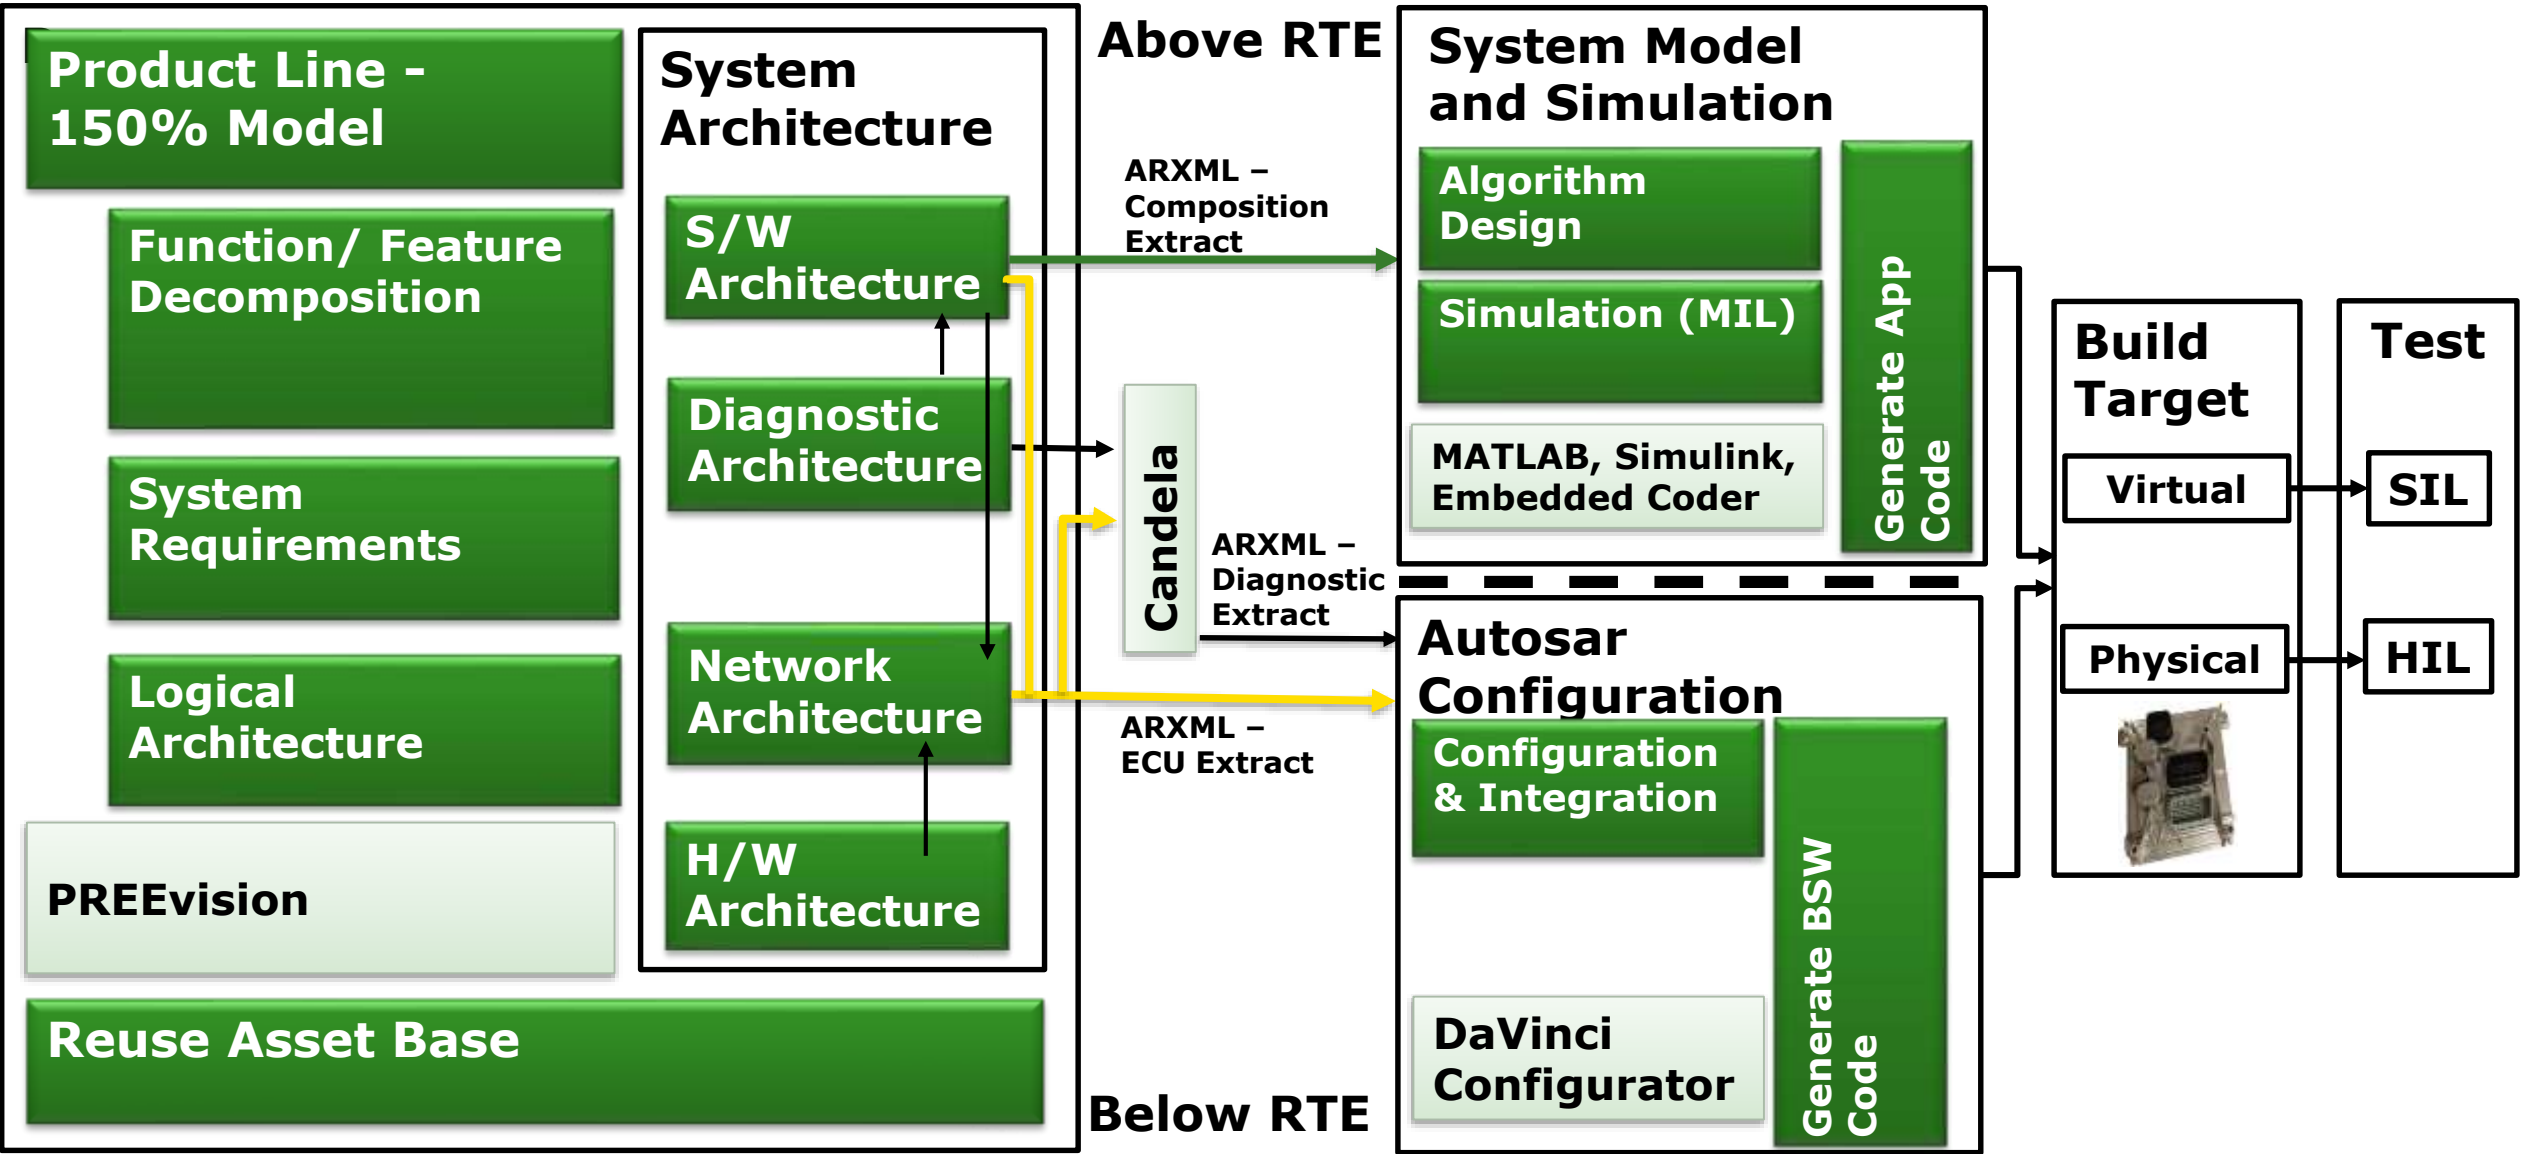 Product Line -
150% Model
Function/ Feature
Decomposition
System
Requirements
Logical
Architecture
PREEvision
Reuse Asset Base
System
Architecture
S/W
Architecture
Diagnostic
Architecture
Network
Architecture
H/W
Architecture
Above RTE
ARXML –
Composition
Extract
Candela
ARXML –
Diagnostic
Extract
ARXML –
ECU Extract
Below RTE
System Model
and Simulation
Algorithm
Design
Simulation (MIL)
MATLAB, Simulink,
Embedded Coder
Generate App
Code
Autosar
Configuration
Configuration
& Integration
DaVinci
Configurator
Generate BSW
Code
Build
Target
Virtual
Physical
Test
SIL
HIL